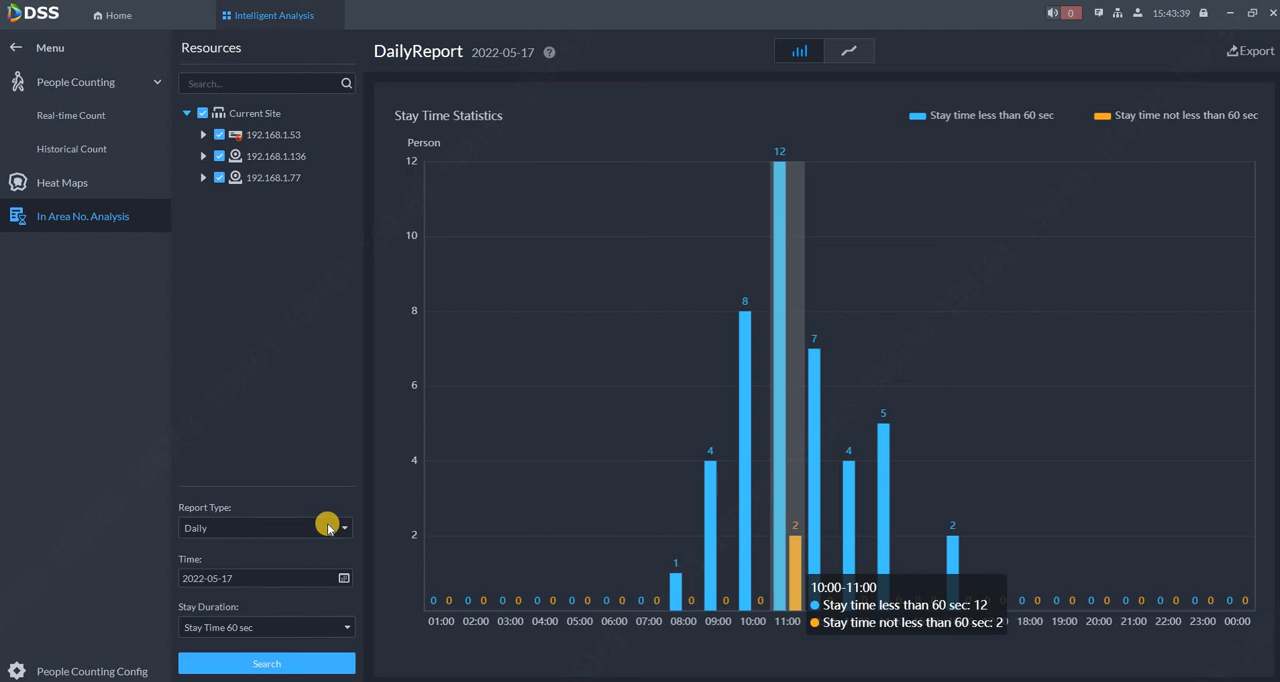 DSS
Home
Intelligent Analysis
0
15:43:39
Menu
People Counting
Real-time Count
Historical Count
Heat Maps
In Area No. Analysis
People Counting Config
Resources
Search...
Current Site
192.168.1.53
192.168.1.136
192.168.1.77
Report Type:
Daily
Time:
2022-05-17
Stay Duration:
Stay Time 60 sec
Search
DailyReport 2022-05-17 ?
Export
Stay Time Statistics
Stay time less than 60 sec Stay time not less than 60 sec
Person
12
10
8
6
4
2
12
8
7
5
4 4
2 2
1
0 0 0 0 0 0 0 0 0 0 0 0 0 0 0 0 0 0 0 0 0 0 0 0 0 0 0 0 0 0
10:00-11:00
Stay time less than 60 sec: 12
Stay time not less than 60 sec: 2
01:00 02:00 03:00 04:00 05:00 06:00 07:00 08:00 09:00 10:00 11:00 18:00 19:00 20:00 21:00 22:00 23:00 00:00